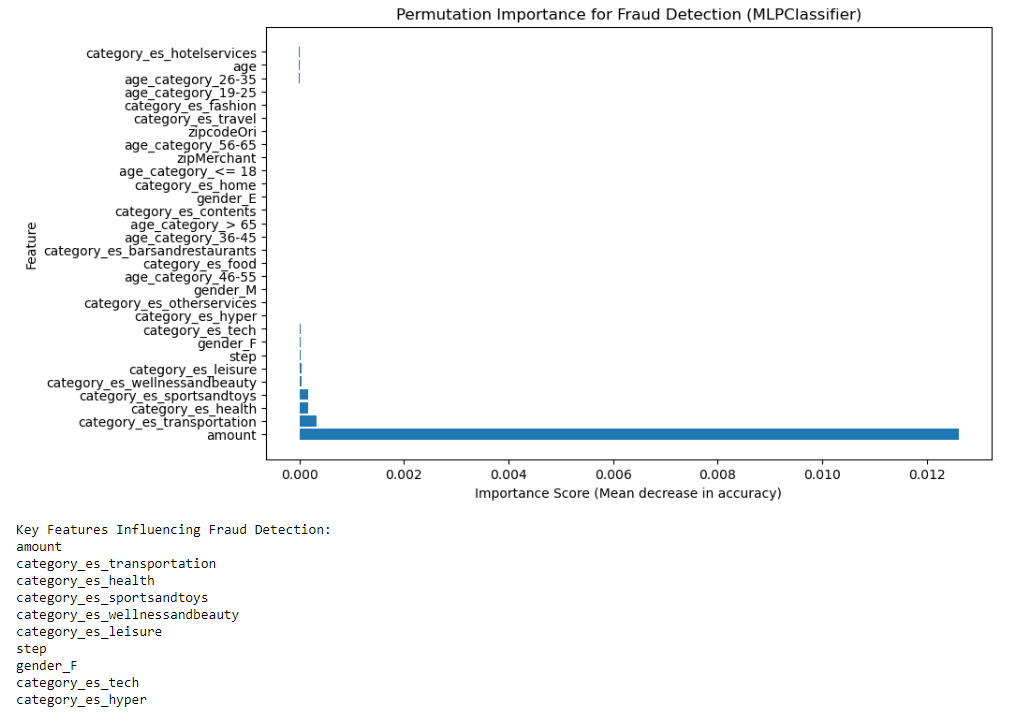 Permutation Importance for Fraud Detection (MLPClassifier)
category_es_hotelservices
age
age_category_26-35
age_category_19-25
category_es_fashion
category_es_travel
zipcodeOri
age_category_56-65
zipMerchant
age_category_<= 18
category_es_home
gender_E
category_es_contents
age_category_> 65
age_category_36-45
category_es_barsandrestaurants
category_es_food
age_category_46-55
gender_M
category_es_otherservices
category_es_hyper
category_es_tech
gender_F
step
category_es_leisure
category_es_wellnessandbeauty
category_es_sportsandtoys
category_es_health
category_es_transportation
amount
Feature
0.000 0.002 0.004 0.006 0.008 0.010 0.012
Importance Score (Mean decrease in accuracy)
Key Features Influencing Fraud Detection:
amount
category_es_transportation
category_es_health
category_es_sportsandtoys
category_es_wellnessandbeauty
category_es_leisure
step
gender_F
category_es_tech
category_es_hyper